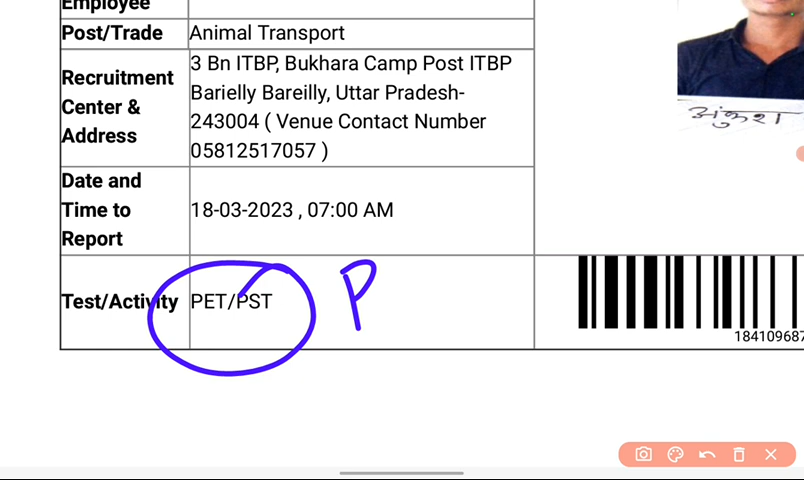 Employee
Post/Trade Animal Transport
Recruitment Center & Address
3 Bn ITBP, Bukhara Camp Post ITBP
Barielly Bareilly, Uttar Pradesh-
243004 ( Venue Contact Number
05812517057 )
Date and Time to Report
18-03-2023 , 07:00 AM
Test/Activity PET/PST
P
अंकुश
184109687